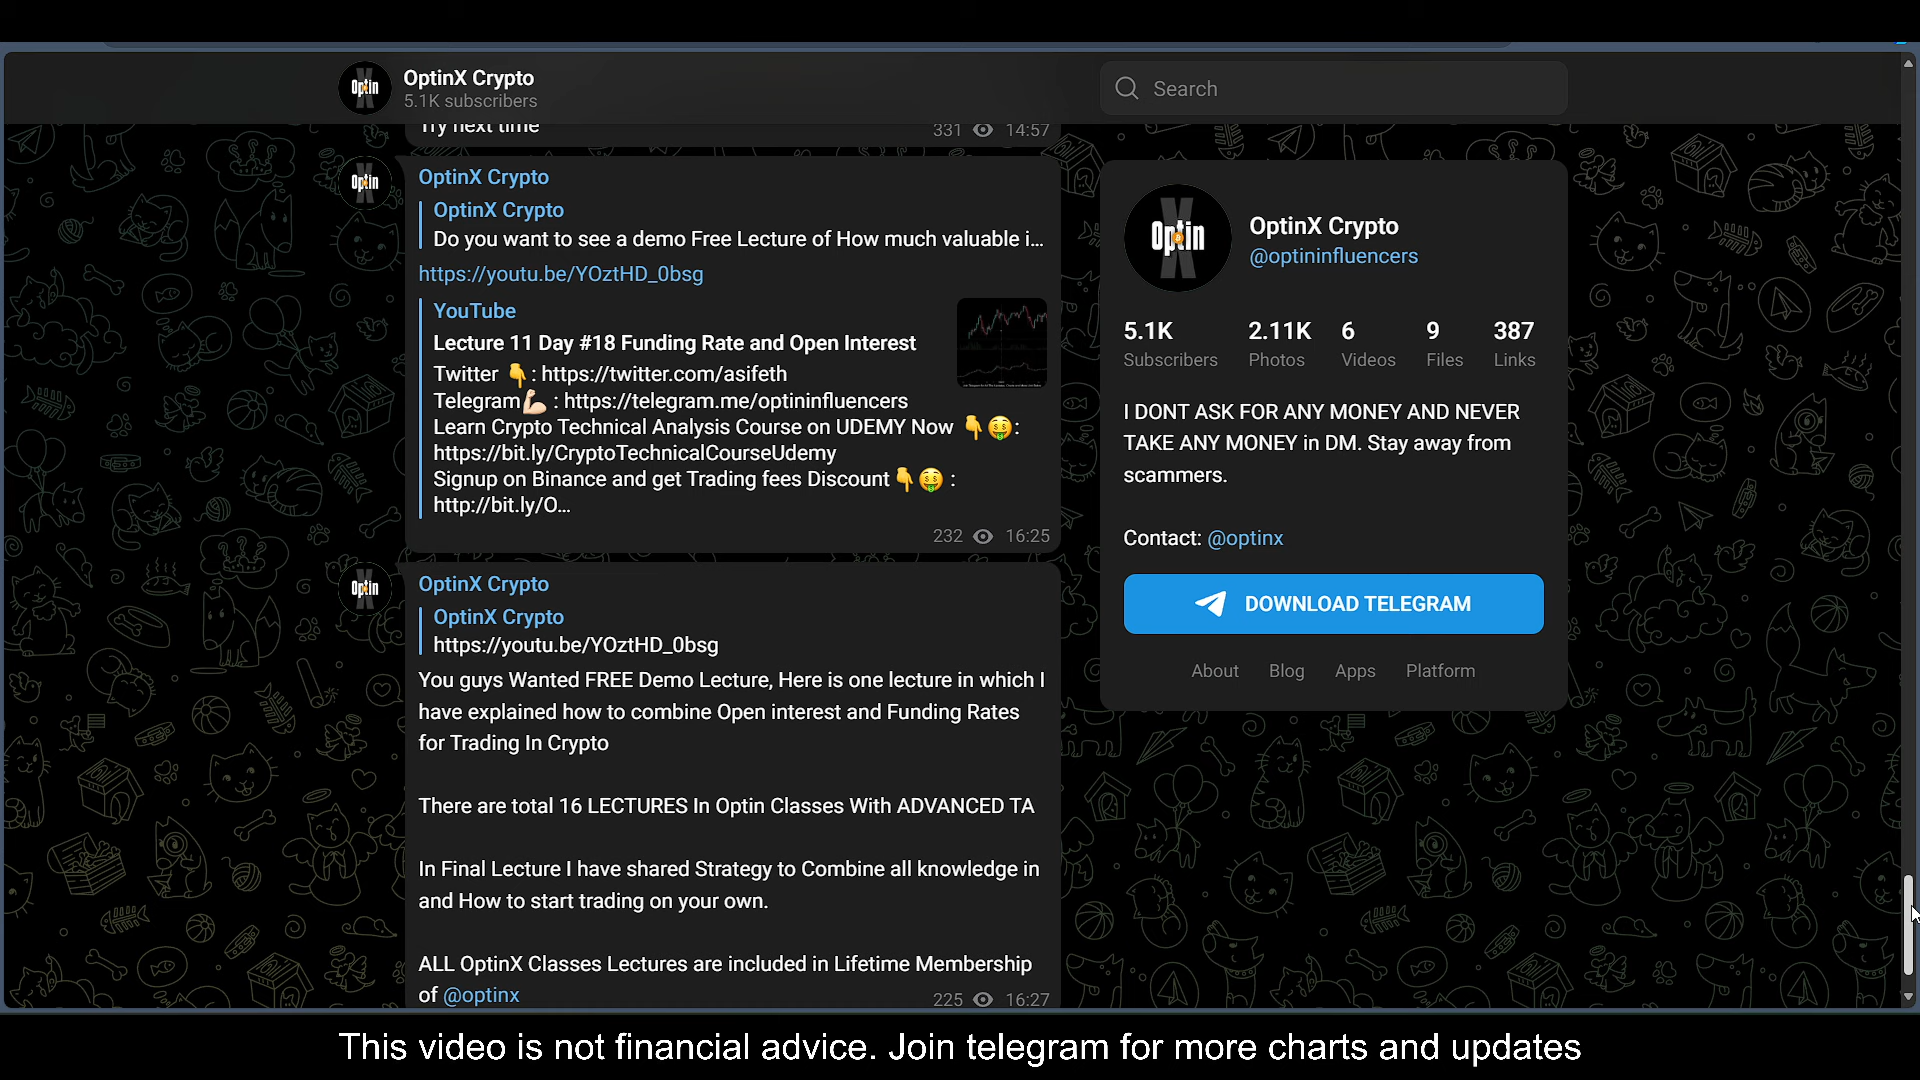 OptinX Crypto
5.1K subscribers
Search
Try next time
331 14:57
Optin
OptinX Crypto
OptinX Crypto
Do you want to see a demo Free Lecture of How much valuable i...
https://youtu.be/YOztHD_0bsg
YouTube
Lecture 11 Day #18 Funding Rate and Open Interest
Twitter 👇: https://twitter.com/asifeth
Telegram💪🏻 : https://telegram.me/optininfluencers
Learn Crypto Technical Analysis Course on UDEMY Now 👇🤑:
https://bit.ly/CryptoTechnicalCourseUdemy
Signup on Binance and get Trading fees Discount👇🤑 :
http://bit.ly/O...
232 16:25
Optin
OptinX Crypto
OptinX Crypto
https://youtu.be/YOztHD_0bsg
You guys Wanted FREE Demo Lecture, Here is one lecture in which I
have explained how to combine Open interest and Funding Rates
for Trading In Crypto
There are total 16 LECTURES In Optin Classes With ADVANCED TA
In Final Lecture I have shared Strategy to Combine all knowledge in
and How to start trading on your own.
ALL OptinX Classes Lectures are included in Lifetime Membership
of @optinx
225 16:27
Optin
OptinX Crypto
@optininfluencers
5.1K 2.11K 6 9 387
Subscribers Photos Videos Files Links
I DONT ASK FOR ANY MONEY AND NEVER
TAKE ANY MONEY in DM. Stay away from
scammers.
Contact: @optinx
DOWNLOAD TELEGRAM
About Blog Apps Platform
This video is not financial advice. Join telegram for more charts and updates